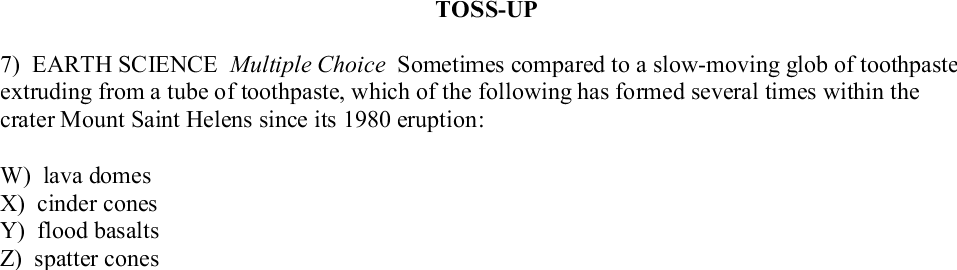 TOSS-UP
7) EARTH SCIENCE Multiple Choice Sometimes compared to a slow-moving glob of toothpaste
extruding from a tube of toothpaste, which of the following has formed several times within the
crater Mount Saint Helens since its 1980 eruption:
W) lava domes
X) cinder cones
Y) flood basalts
Z) spatter cones